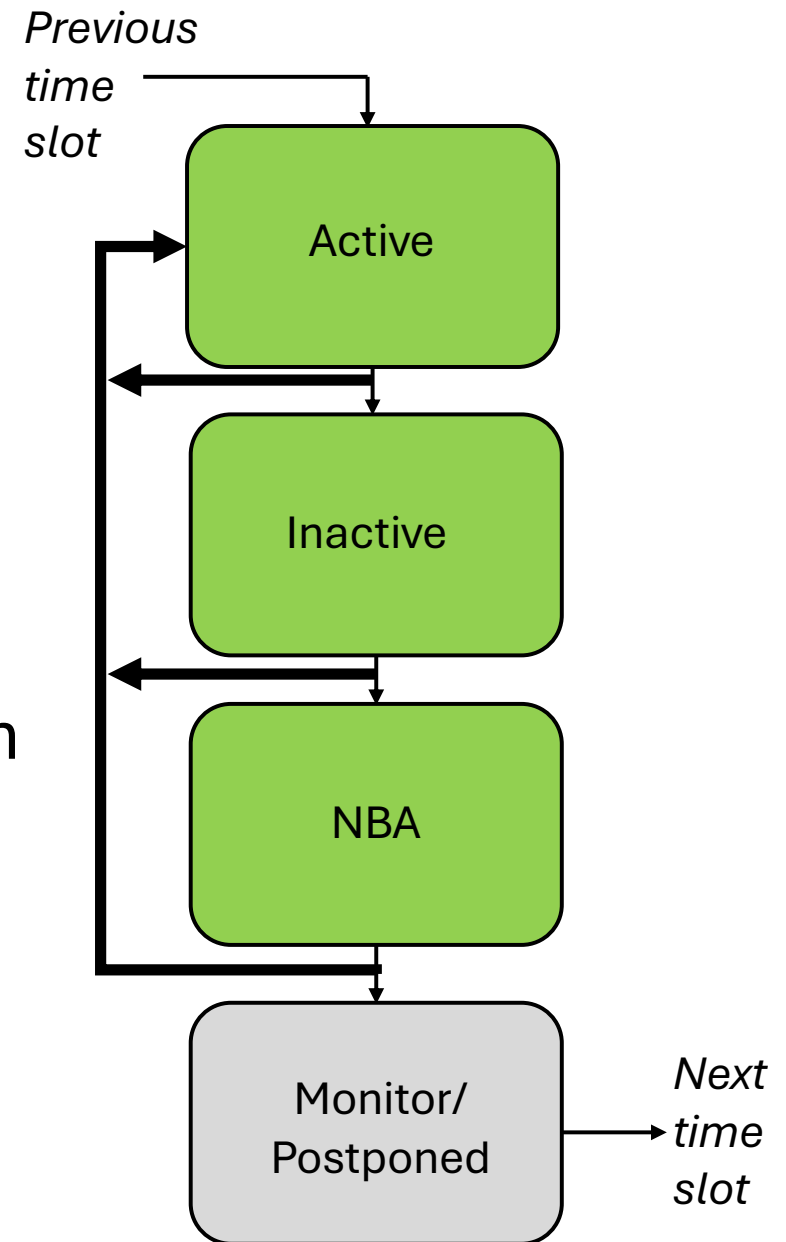 Previous
time
slot
Active
Inactive
n
NBA
Monitor/
Postponed
Next
time
slot